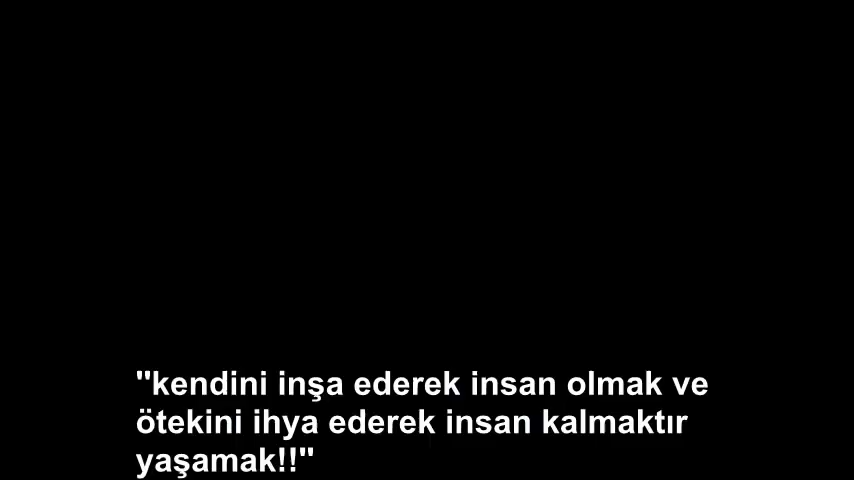 "kendini inşa ederek insan olmak ve
ötekini ihya ederek insan kalmaktır
yaşamak!!"